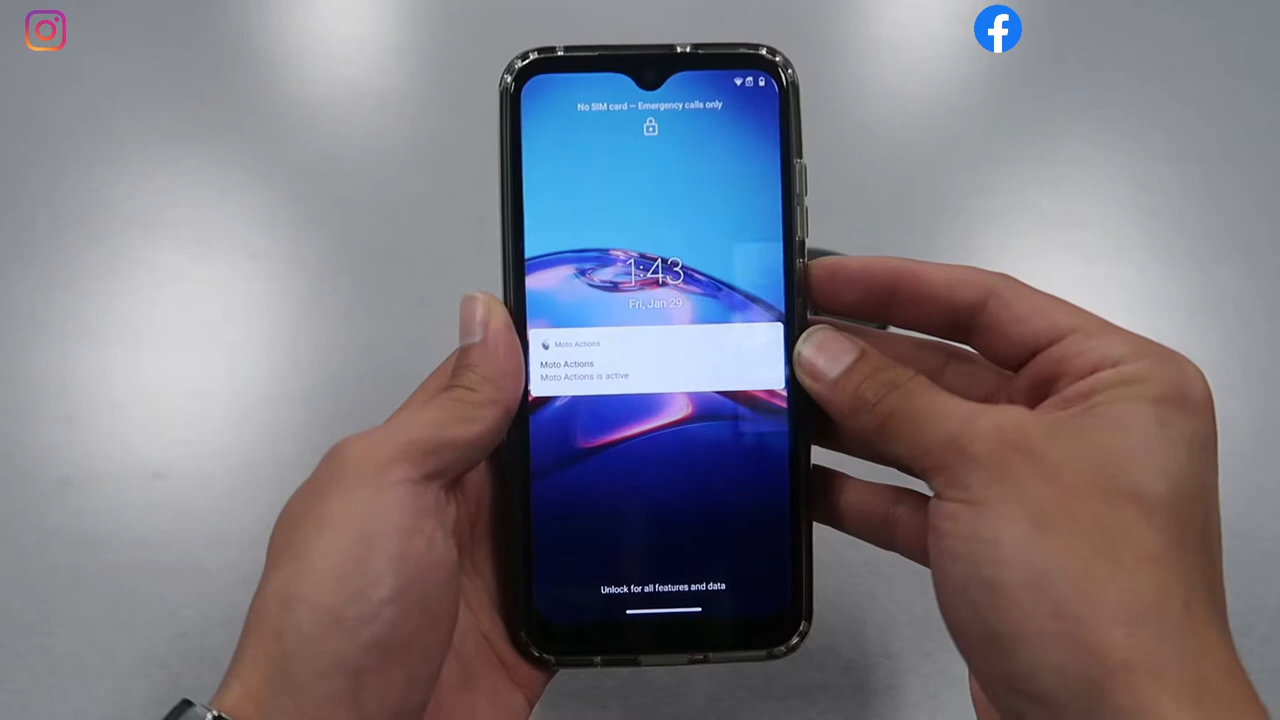 No SIM card – Emergency calls only
1:43
Fri, Jan 29
Moto Actions
Moto Actions
Moto Actions is active
Unlock for all features and data